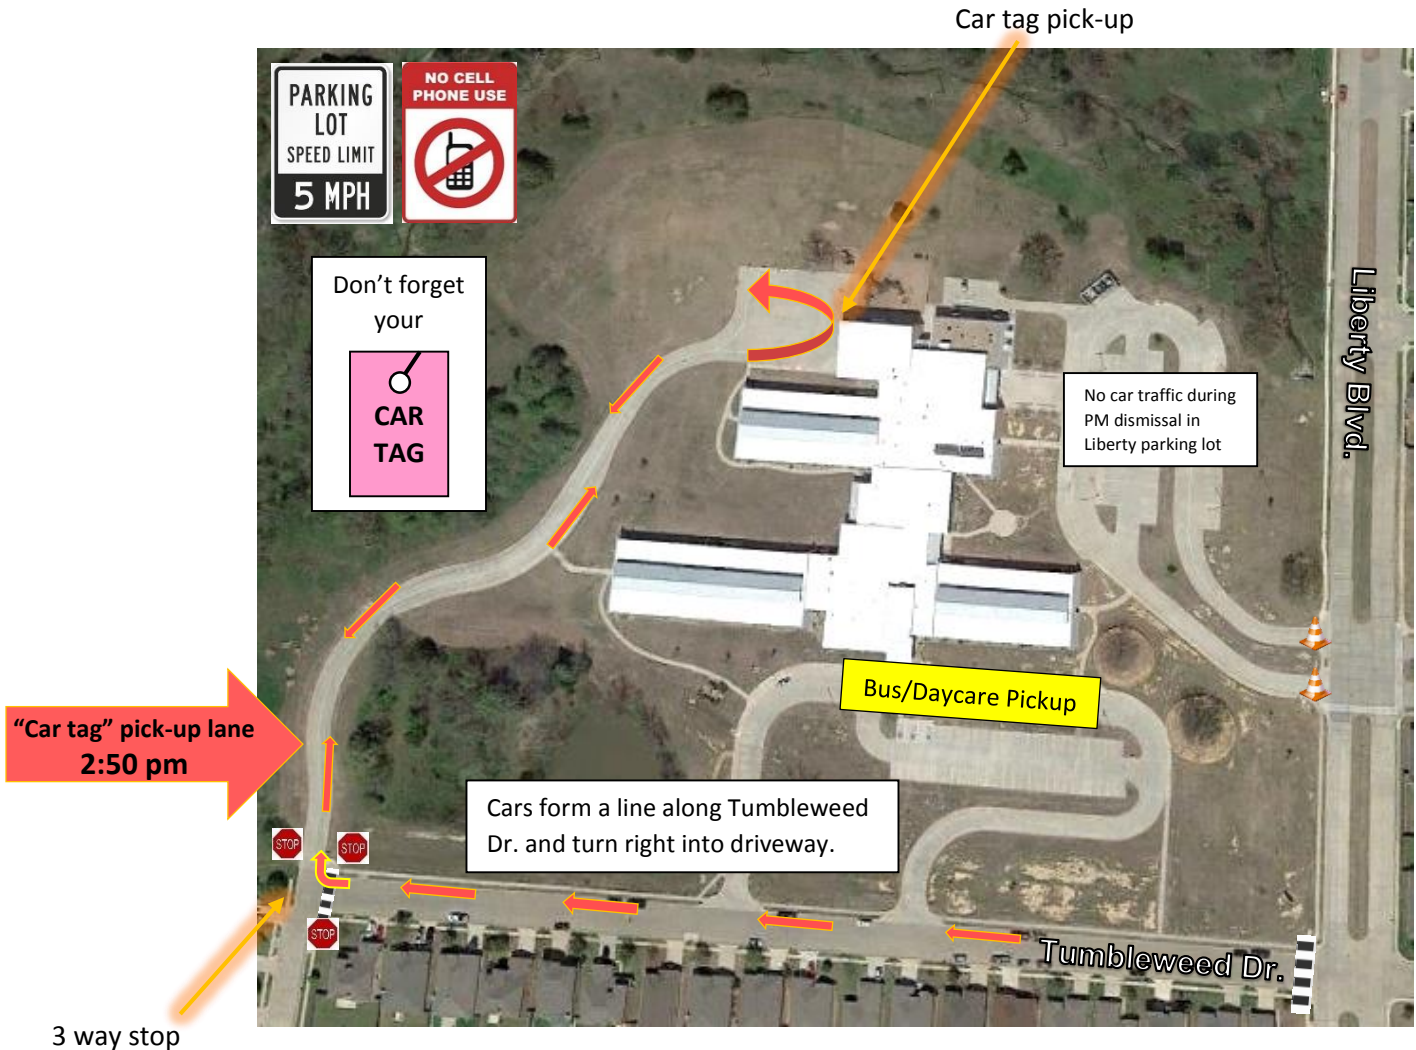 Car tag pick-up
PARKING
LOT
SPEED LIMIT
5 MPH
NO CELL
PHONE USE
Don’t forget
your
CAR
TAG
Liberty Blvd.
No car traffic during
PM dismissal in
Liberty parking lot
Bus/Daycare Pickup
“Car tag” pick-up lane
2:50 pm
Cars form a line along Tumbleweed
Dr. and turn right into driveway.
STOP
STOP
STOP
Tumbleweed Dr.
3 way stop